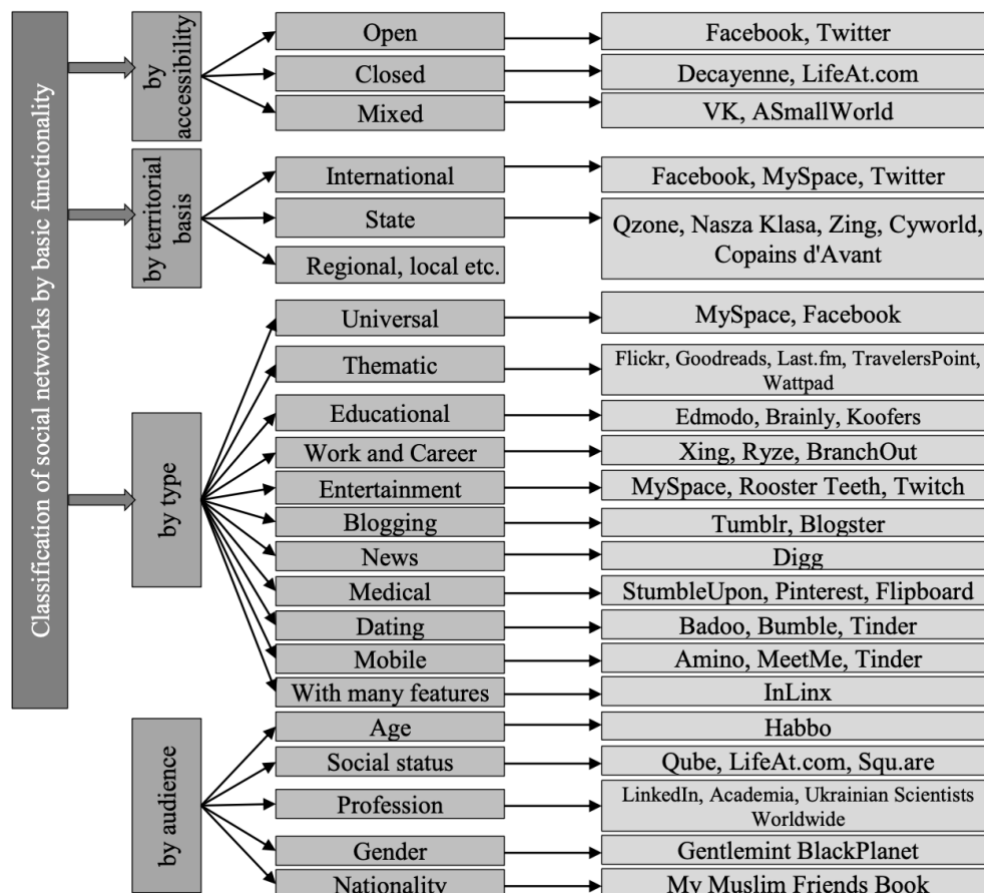 Classification of social networks by basic functionality
by
accessibility
Open
Facebook, Twitter
Closed
Decayenne, LifeAt.com
Mixed
VK, ASmallWorld
by territorial
basis
International
Facebook, MySpace, Twitter
State
Qzone, Nasza Klasa, Zing, Cyworld,
Copains d'Avant
Regional, local etc.
by type
Universal
MySpace, Facebook
Thematic
Flickr, Goodreads, Last.fm, TravelersPoint,
Wattpad
Educational
Edmodo, Brainly, Koofers
Work and Career
Xing, Ryze, BranchOut
Entertainment
MySpace, Rooster Teeth, Twitch
Blogging
Tumblr, Blogster
News
Digg
Medical
StumbleUpon, Pinterest, Flipboard
Dating
Badoo, Bumble, Tinder
Mobile
Amino, MeetMe, Tinder
With many features
InLinx
by audience
Age
Habbo
Social status
Qube, LifeAt.com, Squ.are
Profession
LinkedIn, Academia, Ukrainian Scientists
Worldwide
Gender
Gentlemint BlackPlanet
Nationality
My Muslim Friends Book